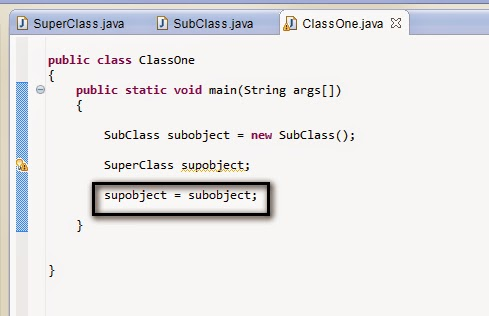 SuperClass.java SubClass.java ClassOne.java
public class ClassOne
{
public static void main(String args[])
{
SubClass subobject = new SubClass();
SuperClass supobject;
supobject = subobject;
}
}